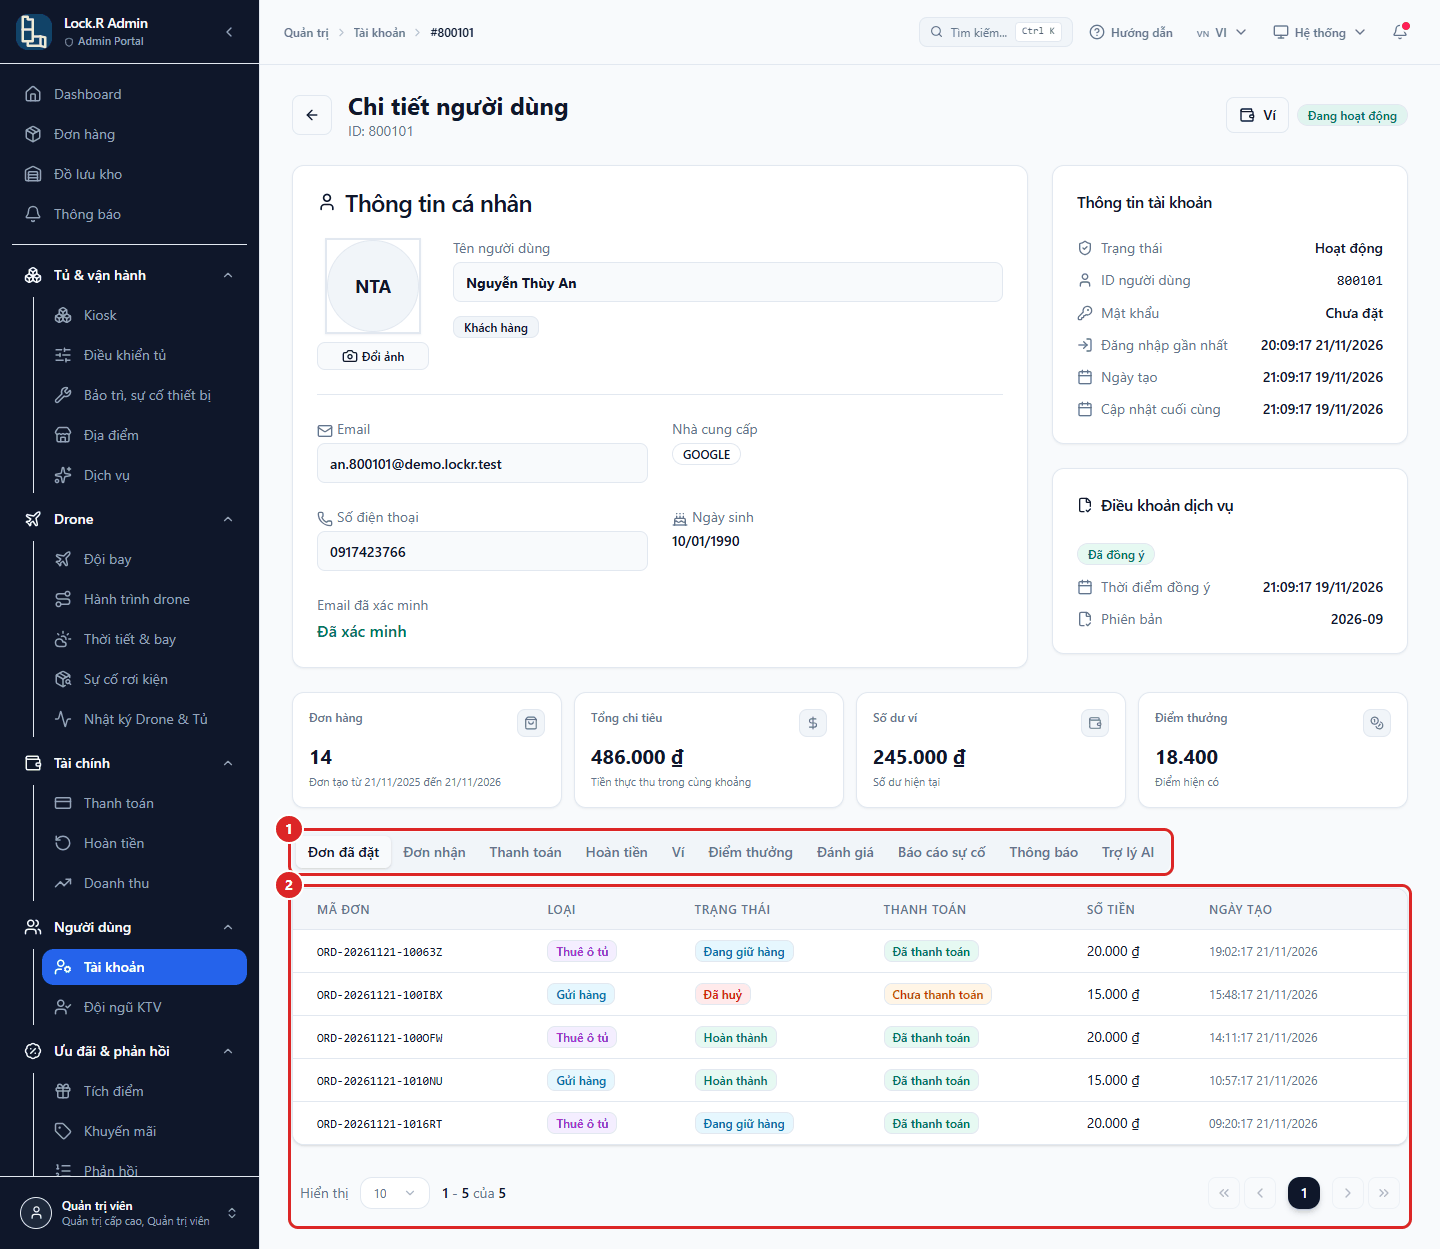 Lock.R Admin
Admin Portal
Dashboard
Đơn hàng
Đồ lưu kho
Thông báo
Tủ & vận hành
Kiosk
Điều khiển tủ
Bảo trì, sự cố thiết bị
Địa điểm
Dịch vụ
Drone
Đội bay
Hành trình drone
Thời tiết & bay
Sự cố rơi kiện
Nhật ký Drone & Tủ
Tài chính
Thanh toán
Hoàn tiền
Doanh thu
Người dùng
Tài khoản
Đội ngũ KTV
Ưu đãi & phản hồi
Tích điểm
Khuyến mãi
Phản hồi
Quản trị viên
Quản trị cấp cao, Quản trị viên
Quản trị
Tài khoản
#800101
Tìm kiếm...
Ctrl K
Hướng dẫn
VN VI
Hệ thống
Chi tiết người dùng
ID: 800101
Ví
Đang hoạt động
Thông tin cá nhân
NTA
Đổi ảnh
Tên người dùng
Nguyễn Thùy An
Khách hàng
Email
an.800101@demo.lockr.test
Nhà cung cấp
GOOGLE
Số điện thoại
0917423766
Ngày sinh
10/01/1990
Email đã xác minh
Đã xác minh
Thông tin tài khoản
Trạng thái Hoạt động
ID người dùng 800101
Mật khẩu Chưa đặt
Đăng nhập gần nhất 20:09:17 21/11/2026
Ngày tạo 21:09:17 19/11/2026
Cập nhật cuối cùng 21:09:17 19/11/2026
Điều khoản dịch vụ
Đã đồng ý
Thời điểm đồng ý 21:09:17 19/11/2026
Phiên bản 2026-09
Đơn hàng
14
Đơn tạo từ 21/11/2025 đến 21/11/2026
Tổng chi tiêu
486.000 ₫
Tiền thực thu trong cùng khoảng
Số dư ví
245.000 ₫
Số dư hiện tại
Điểm thưởng
18.400
Điểm hiện có
1
Đơn đã đặt Đơn nhận Thanh toán Hoàn tiền Ví Điểm thưởng Đánh giá Báo cáo sự cố Thông báo Trợ lý AI
2
MÃ ĐƠN LOẠI TRẠNG THÁI THANH TOÁN SỐ TIỀN NGÀY TẠO
ORD-20261121-10063Z Thuê ô tủ Đang giữ hàng Đã thanh toán 20.000 ₫ 19:02:17 21/11/2026
ORD-20261121-100IBX Gửi hàng Đã huỷ Chưa thanh toán 15.000 ₫ 15:48:17 21/11/2026
ORD-20261121-100OFW Thuê ô tủ Hoàn thành Đã thanh toán 20.000 ₫ 14:11:17 21/11/2026
ORD-20261121-1010NU Gửi hàng Hoàn thành Đã thanh toán 15.000 ₫ 10:57:17 21/11/2026
ORD-20261121-1016RT Thuê ô tủ Đang giữ hàng Đã thanh toán 20.000 ₫ 09:20:17 21/11/2026
Hiển thị 10 1 - 5 của 5
1